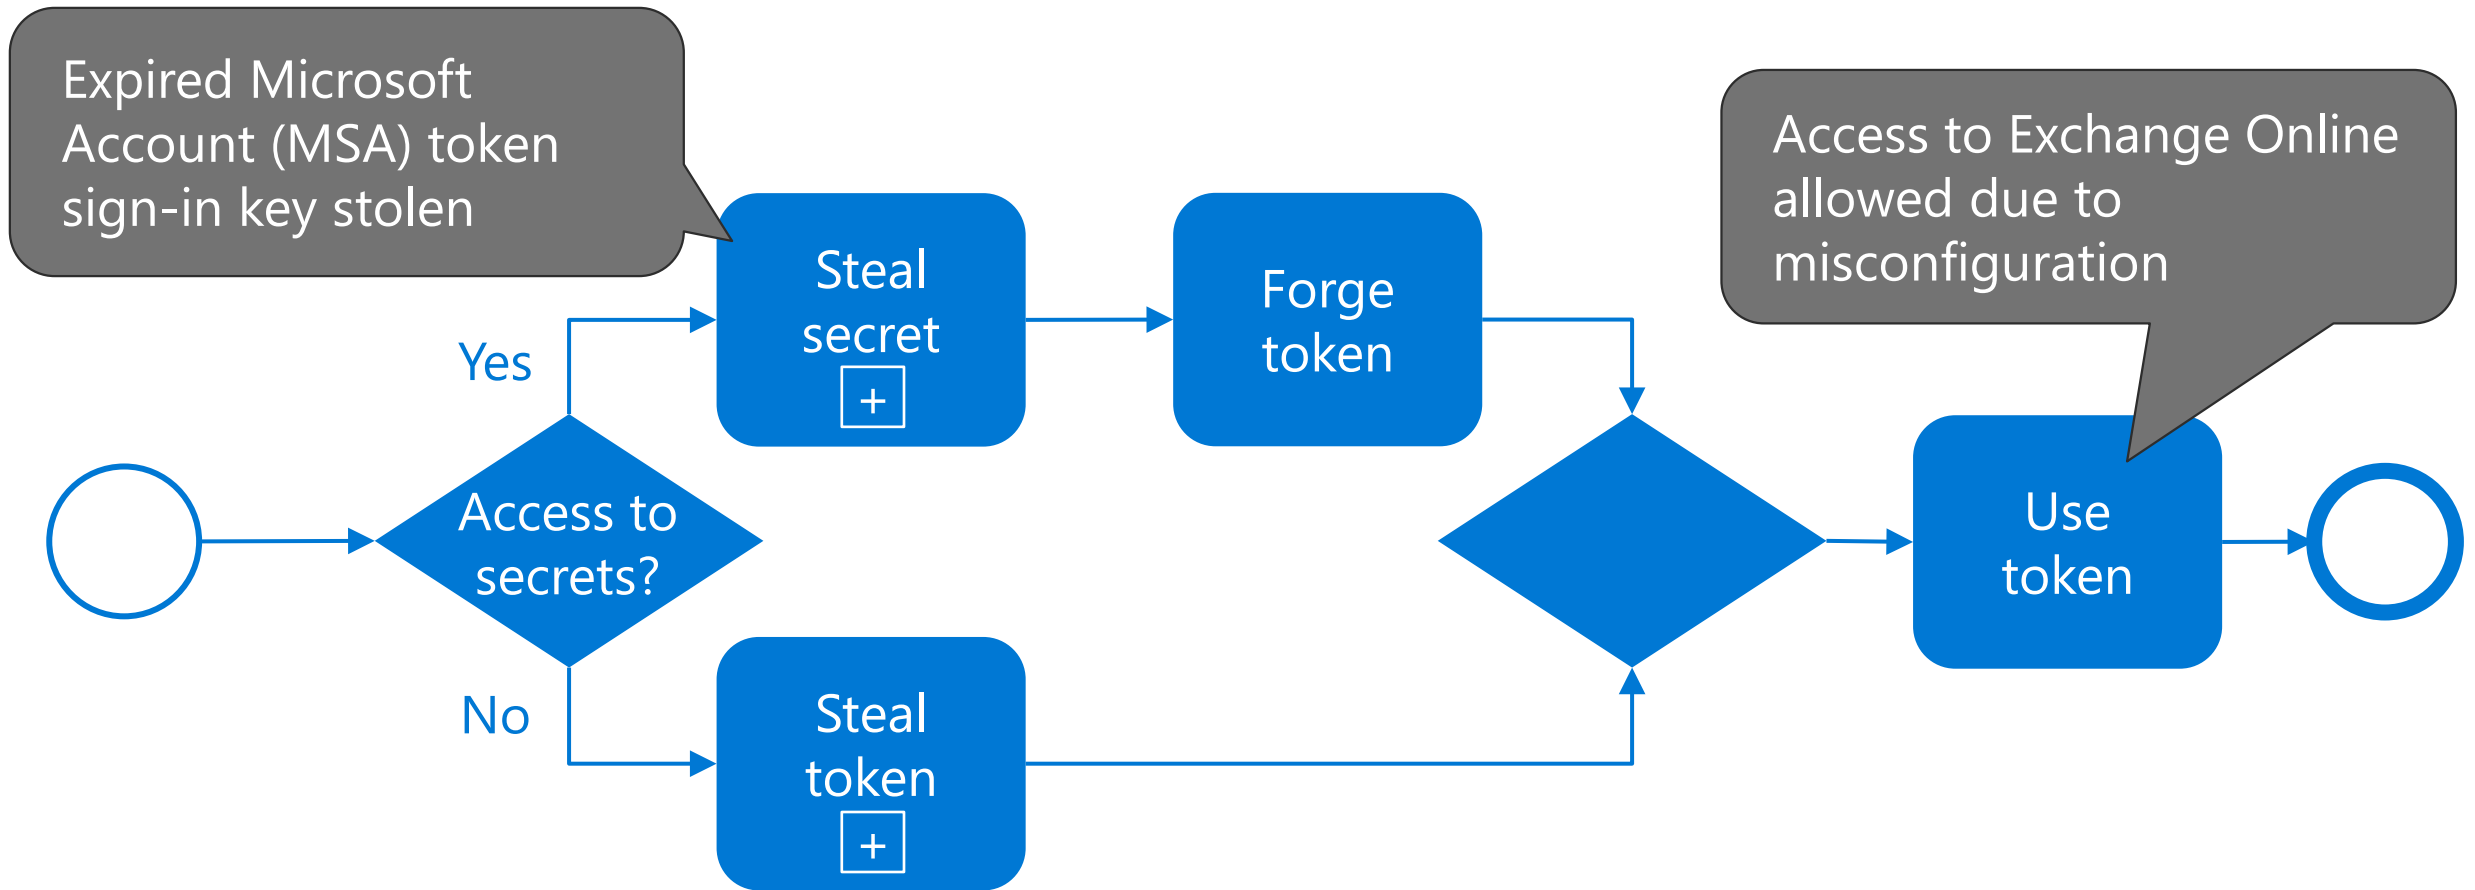 Expired Microsoft
Account (MSA) token
sign-in key stolen
Access to Exchange Online
allowed due to
misconfiguration
Yes
Steal
secret
+
Forge
token
Access to
secrets?
Use
token
No
Steal
token
+